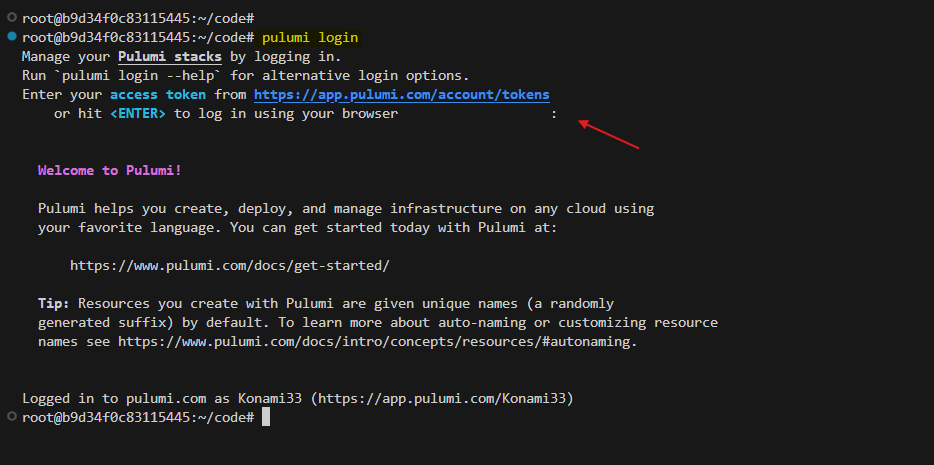 root@b9d34f0c83115445:~/code#
root@b9d34f0c83115445:~/code# pulumi login
Manage your Pulumi stacks by logging in.
Run `pulumi login --help` for alternative login options.
Enter your access token from https://app.pulumi.com/account/tokens
or hit <ENTER> to log in using your browser :
Welcome to Pulumi!
Pulumi helps you create, deploy, and manage infrastructure on any cloud using
your favorite language. You can get started today with Pulumi at:
https://www.pulumi.com/docs/get-started/
Tip: Resources you create with Pulumi are given unique names (a randomly
generated suffix) by default. To learn more about auto-naming or customizing resource
names see https://www.pulumi.com/docs/intro/concepts/resources/#autonaming.
Logged in to pulumi.com as Konami33 (https://app.pulumi.com/Konami33)
root@b9d34f0c83115445:~/code#